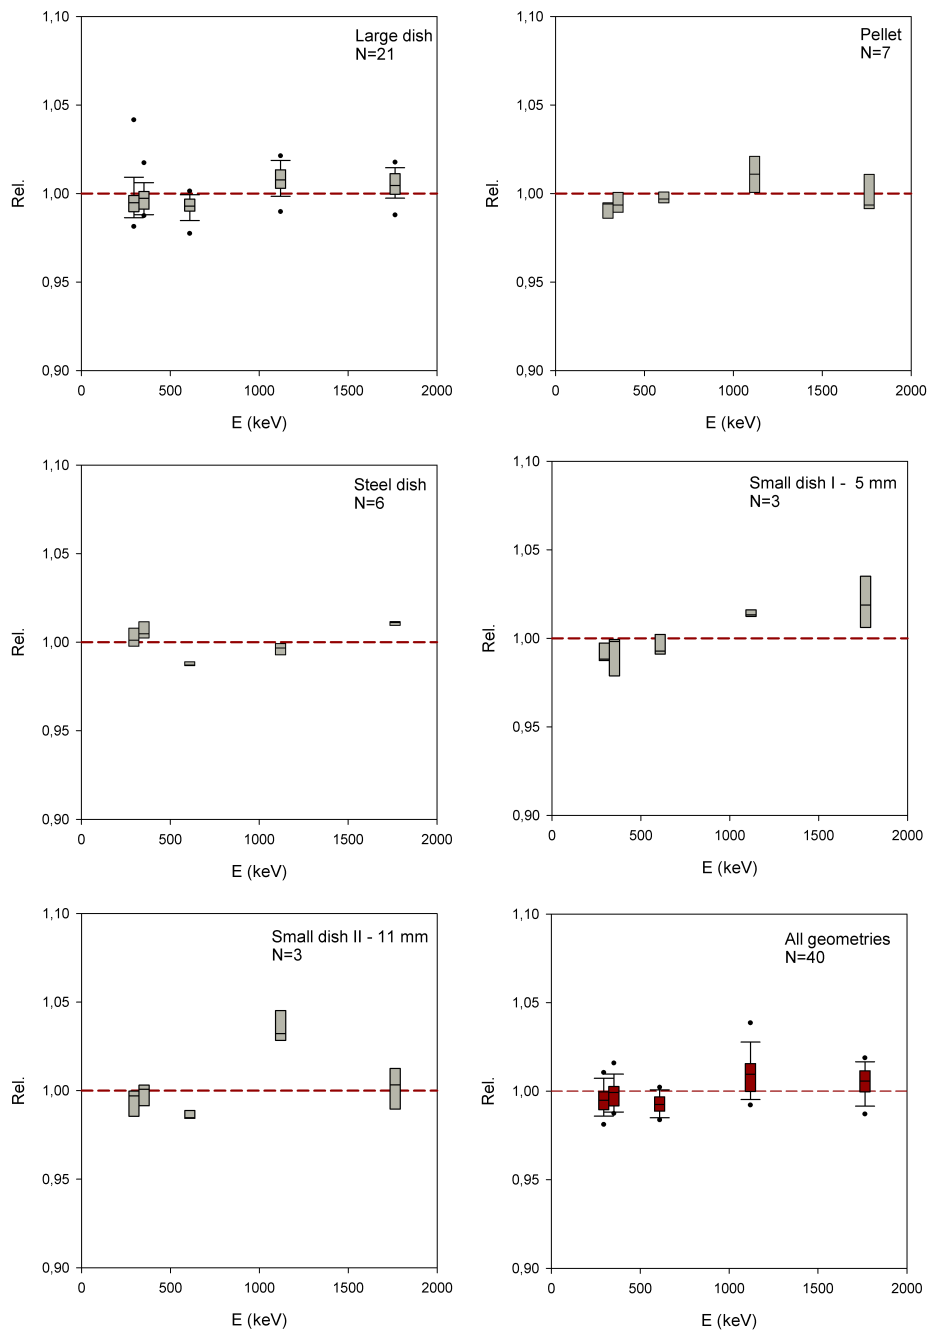 1,10
1,05
1,00
0,95
0,90
Rel.
Large dish
N=21
0
500
1000
1500
2000
E (keV)
1,10
1,05
1,00
0,95
0,90
Rel.
Pellet
N=7
0
500
1000
1500
2000
E (keV)
1,10
1,05
1,00
0,95
0,90
Rel.
Steel dish
N=6
0
500
1000
1500
2000
E (keV)
1,10
1,05
1,00
0,95
0,90
Rel.
Small dish I - 5 mm
N=3
0
500
1000
1500
2000
E (keV)
1,10
1,05
1,00
0,95
0,90
Rel.
Small dish II - 11 mm
N=3
0
500
1000
1500
2000
E (keV)
1,10
1,05
1,00
0,95
0,90
Rel.
All geometries
N=40
0
500
1000
1500
2000
E (keV)